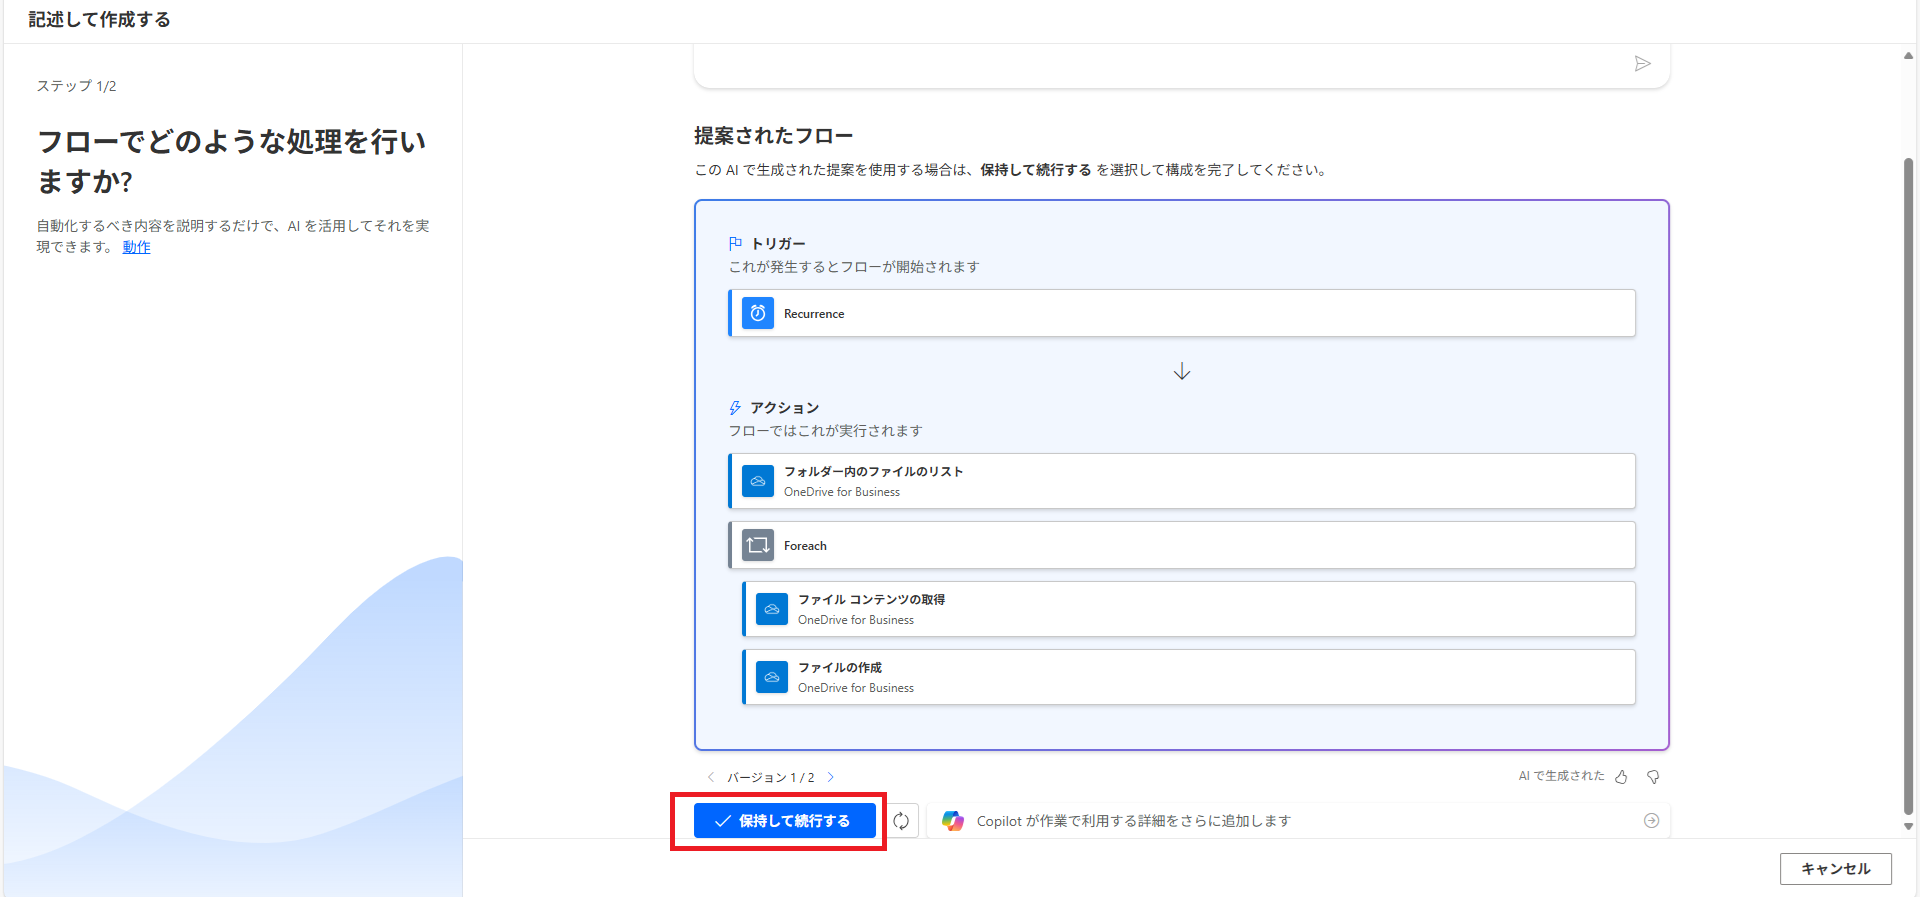 記述して作成する
ステップ 1/2
フローでどのような処理を行い
ますか?
自動化するべき内容を説明するだけで、AI を活用してそれを実
現できます。 動作
提案されたフロー
この AI で生成された提案を使用する場合は、保持して続行する を選択して構成を完了してください。
トリガー
これが発生するとフローが開始されます
Recurrence
アクション
フローではこれが実行されます
フォルダー内のファイルのリスト
OneDrive for Business
Foreach
ファイル コンテンツの取得
OneDrive for Business
ファイルの作成
OneDrive for Business
バージョン 1 / 2
AI で生成された
保持して続行する
Copilot が作業で利用する詳細をさらに追加します
キャンセル